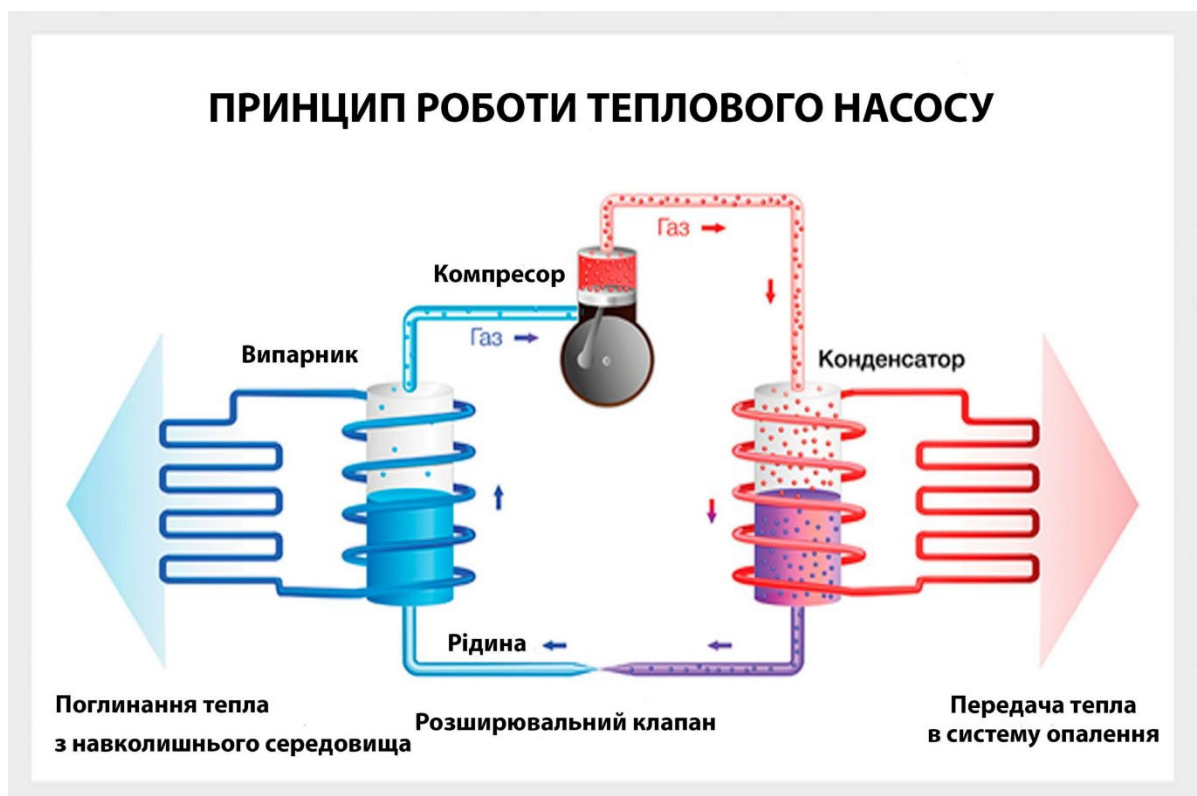 ПРИНЦИП РОБОТИ ТЕПЛОВОГО НАСОСУ
Газ
Компресор
Газ
Випарник
Конденсатор
Рідина
Поглинання тепла
з навколишнього середовища
Розширювальний клапан
Передача тепла
в систему опалення